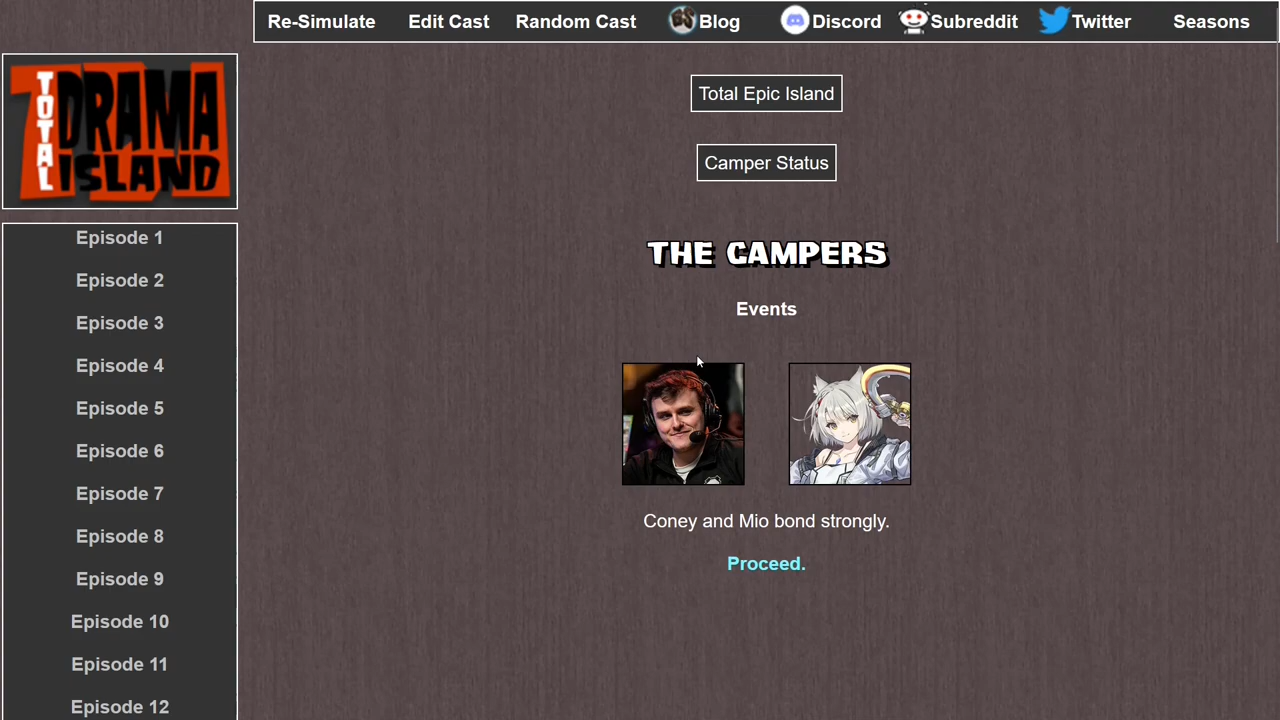 Re-Simulate Edit Cast Random Cast Blog Discord Subreddit Twitter Seasons
TOTAL DRAMA ISLAND
Episode 1
Episode 2
Episode 3
Episode 4
Episode 5
Episode 6
Episode 7
Episode 8
Episode 9
Episode 10
Episode 11
Episode 12
Total Epic Island
Camper Status
THE CAMPERS
Events
Coney and Mio bond strongly.
Proceed.